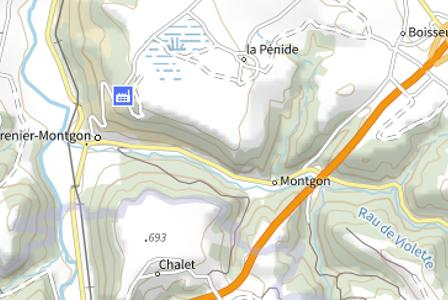 la Pénide
Boisse
renier-Montgon
Montgon
Rau de Violette
.693
Chalet